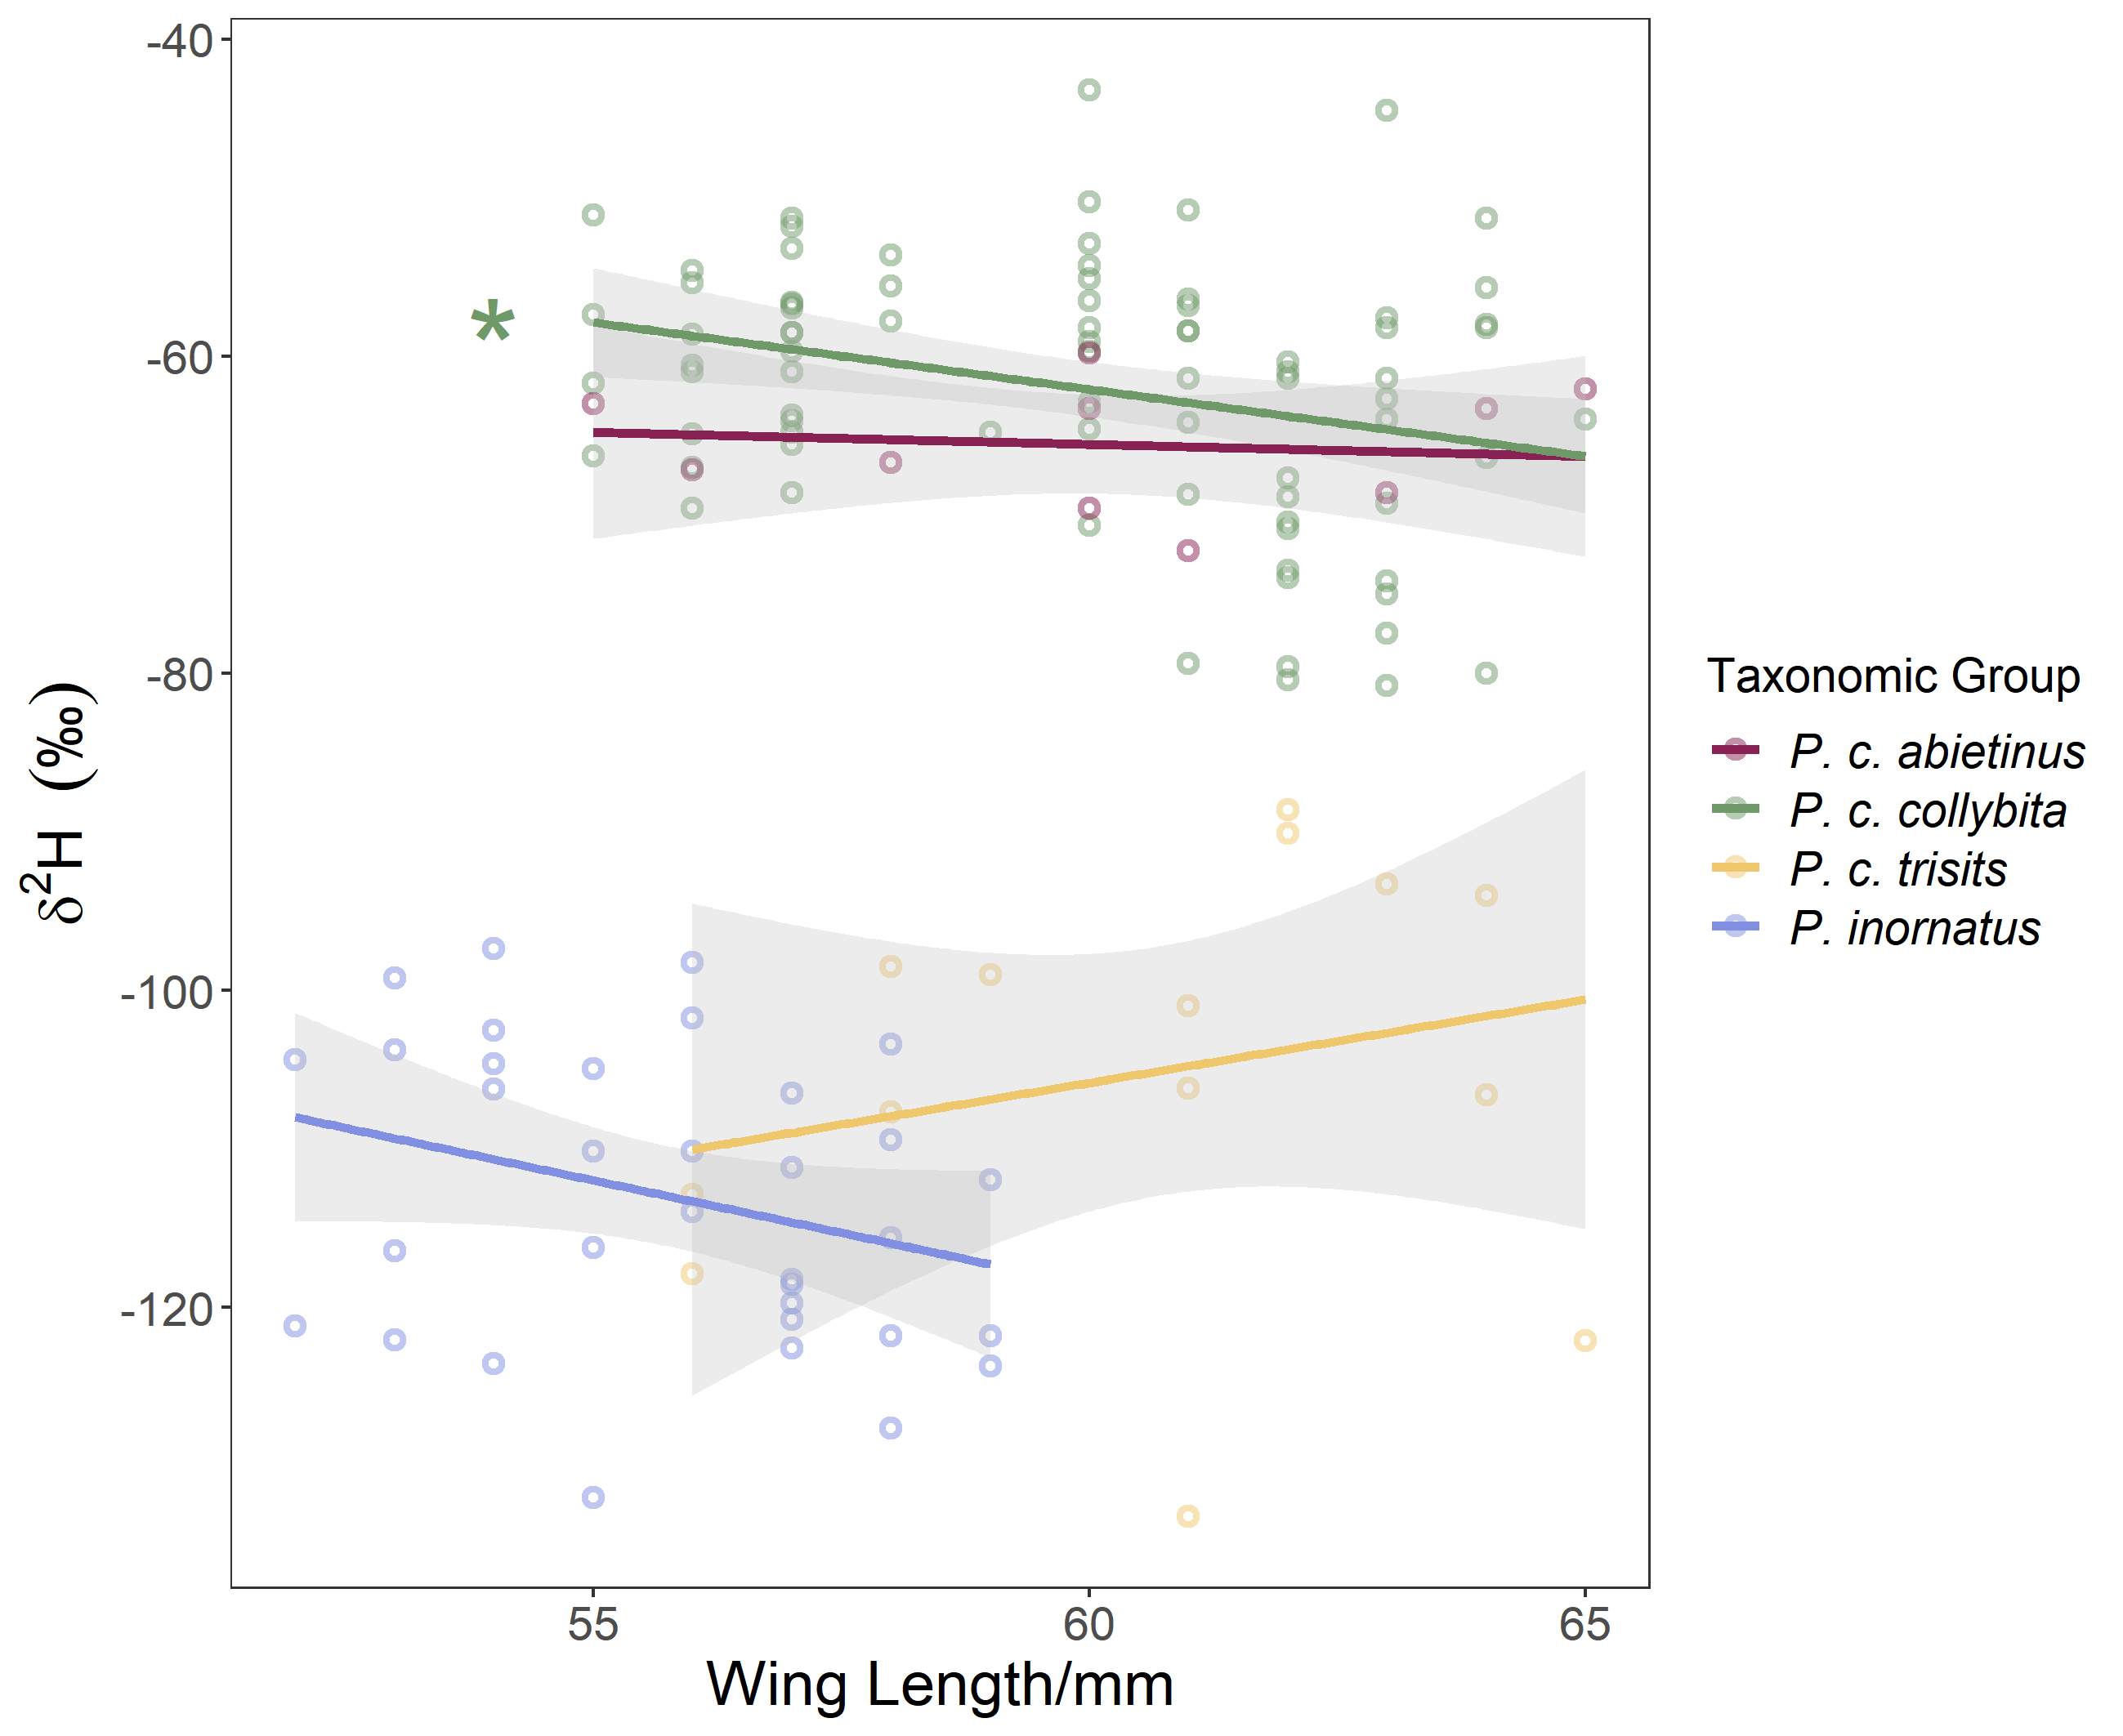 -40
-60
-80
-100
-120
δ²H (‰)
*
55 60 65
Wing Length/mm
Taxonomic Group
P. c. abietinus
P. c. collybita
P. c. trisits
P. inornatus